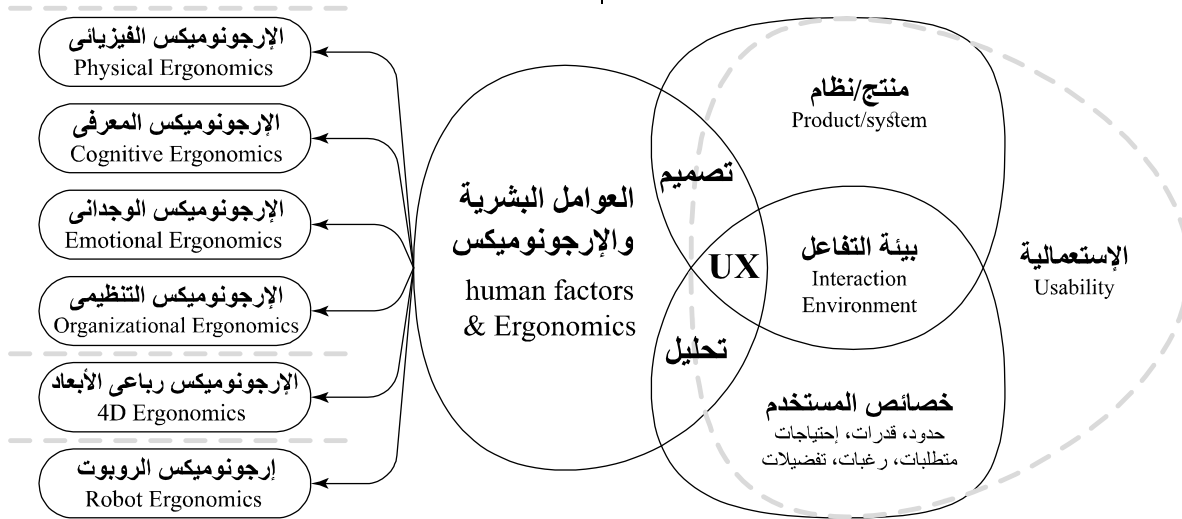 الإرجونوميكس الفيزيائى
Physical Ergonomics
الإرجونوميكس المعرفى
Cognitive Ergonomics
الإرجونوميكس الوجدانى
Emotional Ergonomics
الإرجونوميكس التنظيمى
Organizational Ergonomics
الإرجونوميكس رباعى الأبعاد
4D Ergonomics
إرجونوميكس الروبوت
Robot Ergonomics
العوامل البشرية
والإرجونوميكس
human factors
& Ergonomics
تصميم
UX
تحليل
منتج/نظام
Product/system
بيئة التفاعل
Interaction
Environment
خصائص المستخدم
حدود، قدرات، إحتياجات
متطلبات، رغبات، تفضيلات
الإستعمالية
Usability